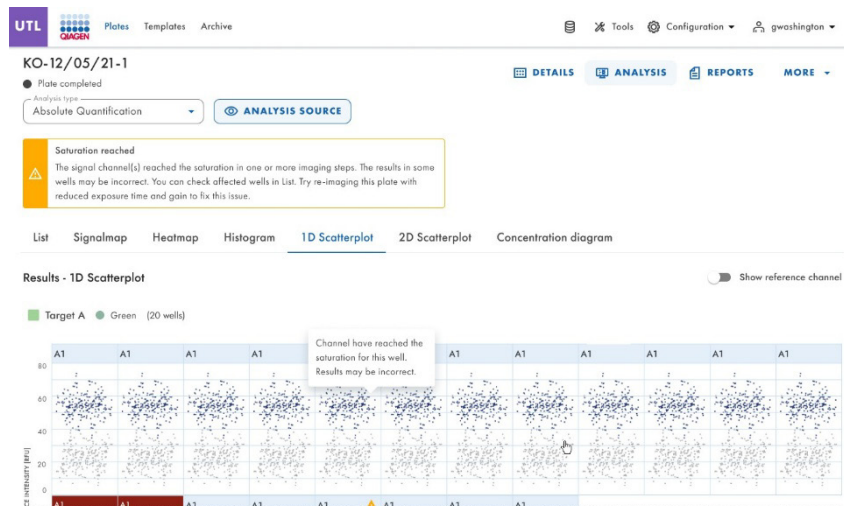 UTL
QIAGEN
Plates Templates Archive
Tools Configuration gwashington
KO-12/05/21-1
Plate completed
DETAILS ANALYSIS REPORTS MORE
Analysis type
Absolute Quantification
ANALYSIS SOURCE
Saturation reached
The signal channel(s) reached the saturation in one or more imaging steps. The results in some
wells may be incorrect. You can check affected wells in List. Try re-imaging this plate with
reduced exposure time and gain to fix this issue.
List Signalmap Heatmap Histogram 1D Scatterplot 2D Scatterplot Concentration diagram
Results - 1D Scatterplot
Show reference channel
Target A Green (20 wells)
Channel have reached the
saturation for this well.
Results may be incorrect.
A1 A1 A1 A1 A1 A1 A1 A1 A1 A1
80
60
40
20
0
CE INTENSITY [RFU]
A1 A1 A1 A1 A1 A1 A1 A1